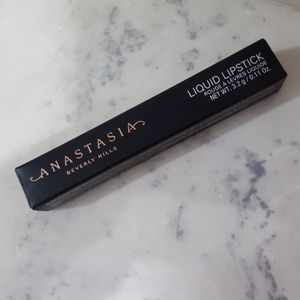 ANASTASIA
BEVERLY HILLS
LIQUID LIPSTICK
ROUGE À LÈVRES LIQUIDE
NET WT. 3.2 g / 0.11 Oz.